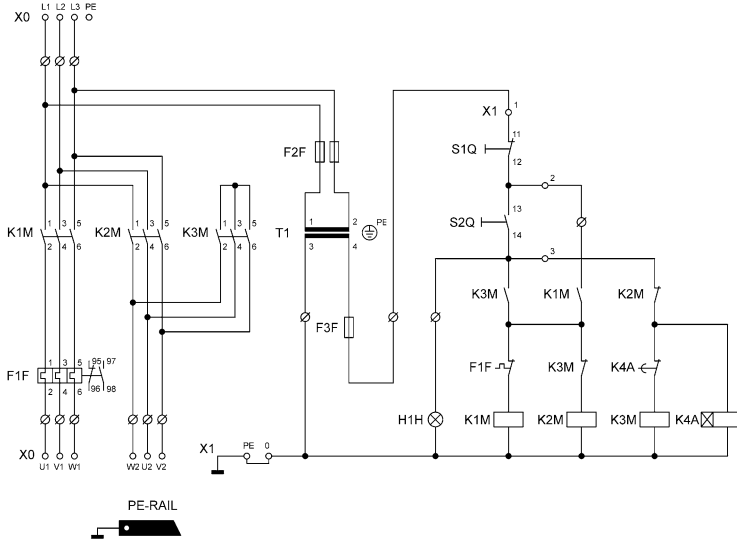 L1 L2 L3 PE
X0
X1 1
11
S1Q
12
F2F
2
13
S2Q
14
1 2 PE
T1
3 4
3
1 3 5
K1M
2 4 6
1 3 5
K2M
2 4 6
1 3 5
K3M
2 4 6
F3F
K3M K1M K2M
1 3 5 95 97
F1F
2 4 6 96 98
F1F K3M K4A
H1H K1M K2M K3M K4A
X0
U1 V1 W1 W2 U2 V2
X1 PE 0
PE-RAIL